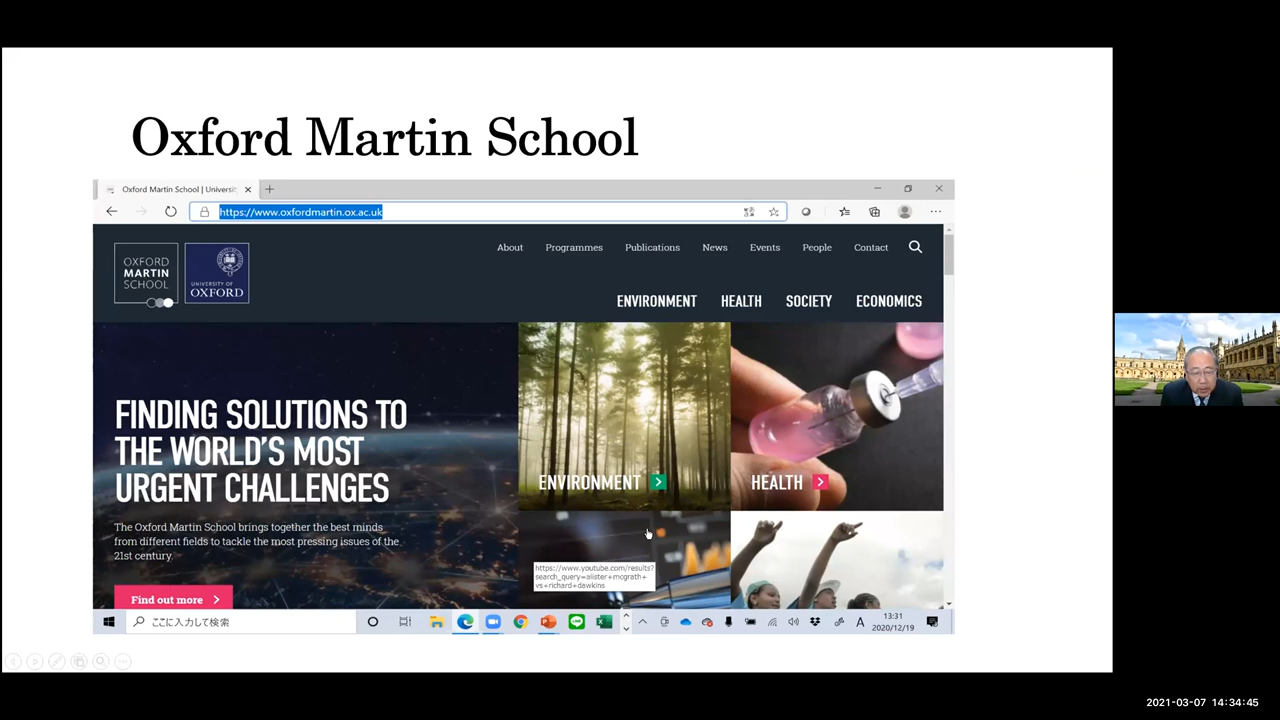 Oxford Martin School
Oxford Martin School | Universit
https://www.oxfordmartin.ox.ac.uk
About Programmes Publications News Events People Contact
OXFORD
MARTIN
SCHOOL
UNIVERSITY OF
OXFORD
ENVIRONMENT HEALTH SOCIETY ECONOMICS
FINDING SOLUTIONS TO
THE WORLD'S MOST
URGENT CHALLENGES
The Oxford Martin School brings together the best minds
from different fields to tackle the most pressing issues of the
21st century.
Find out more
ENVIRONMENT
HEALTH
https://www.youtube.com/results?
search_query=alister+mcgrath+
vs+richard+dawkins
ここに入力して検索
A
13:31
2020/12/19
2021-03-07 14:34:45